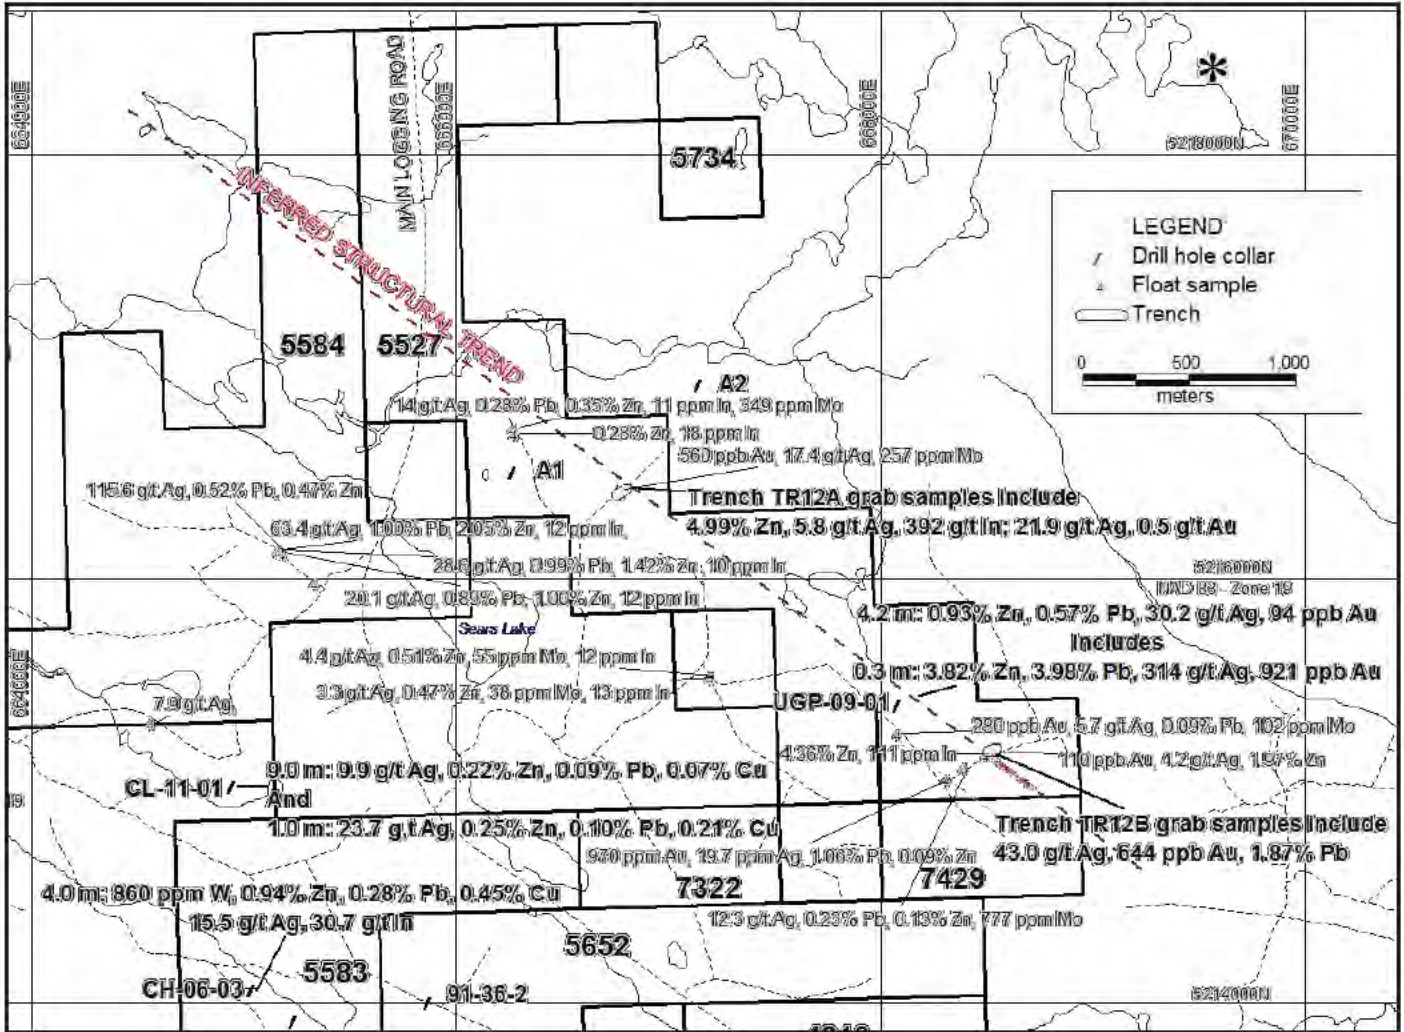 664000E
MAIN LOGGING ROAD
666000E
668000E
*
5218000N
670000E
5734
INFERRED STRUCTURAL TREND
LEGEND
Drill hole collar
Float sample
Trench
0 500 1,000
meters
5584 5527
A2
14 g/t Ag, 0.28% Pb, 0.35% Zn, 11 ppm In, 349 ppm Mo
0.28% Zn, 18 ppm In
560 ppb Au, 17.4 g/t Ag, 257 ppm Mo
A1
115.6 g/t Ag, 0.52% Pb, 0.47% Zn
Trench TR12A grab samples include
4.99% Zn, 5.8 g/t Ag, 392 g/t In; 21.9 g/t Ag, 0.5 g/t Au
63.4 g/t Ag, 1.00% Pb, 2.05% Zn, 12 ppm In,
g/t Ag, 0.99% Pb, 1.42% Zn, 10 ppm In
5216000N
NAD 83 - Zone 19
20.1 g/t Ag, 0.89% Pb, 1.00% Zn, 12 ppm In
4.2 m: 0.93% Zn, 0.57% Pb, 30.2 g/t Ag, 94 ppb Au
Includes
0.3 m: 3.82% Zn, 3.98% Pb, 314 g/t Ag, 921 ppb Au
Sears Lake
4.4 g/t Ag, 0.51% Zn, 55 ppm Mo, 12 ppm In
3.3 g/t Ag, 0.47% Zn, 38 ppm Mo, 13 ppm In
664000E
7.9 g/t Ag,
UGP-09-01
280 ppb Au, 5.7 g/t Ag, 0.09% Pb, 102 ppm Mo
4.36% Zn, 111 ppm In
110 ppb Au, 4.2 g/t Ag, 1.97% Zn
9.0 m: 9.9 g/t Ag, 0.22% Zn, 0.09% Pb, 0.07% Cu
CL-11-01
And
19
1.0 m: 23.7 g,t Ag, 0.25% Zn, 0.10% Pb, 0.21% Cu
Trench TR12B grab samples include
43.0 g/t Ag, 644 ppb Au, 1.87% Pb
970 ppm Au, 19.7 ppm Ag, 1.06% Pb, 0.09% Zn
7322
7429
4.0 m: 860 ppm W, 0.94% Zn, 0.28% Pb, 0.45% Cu
15.5 g/t Ag, 30.7 g/t In
12.3 g/t Ag, 0.23% Pb, 0.13% Zn, 777 ppm Mo
5652
5583
CH-06-03
91-36-2
5214000N